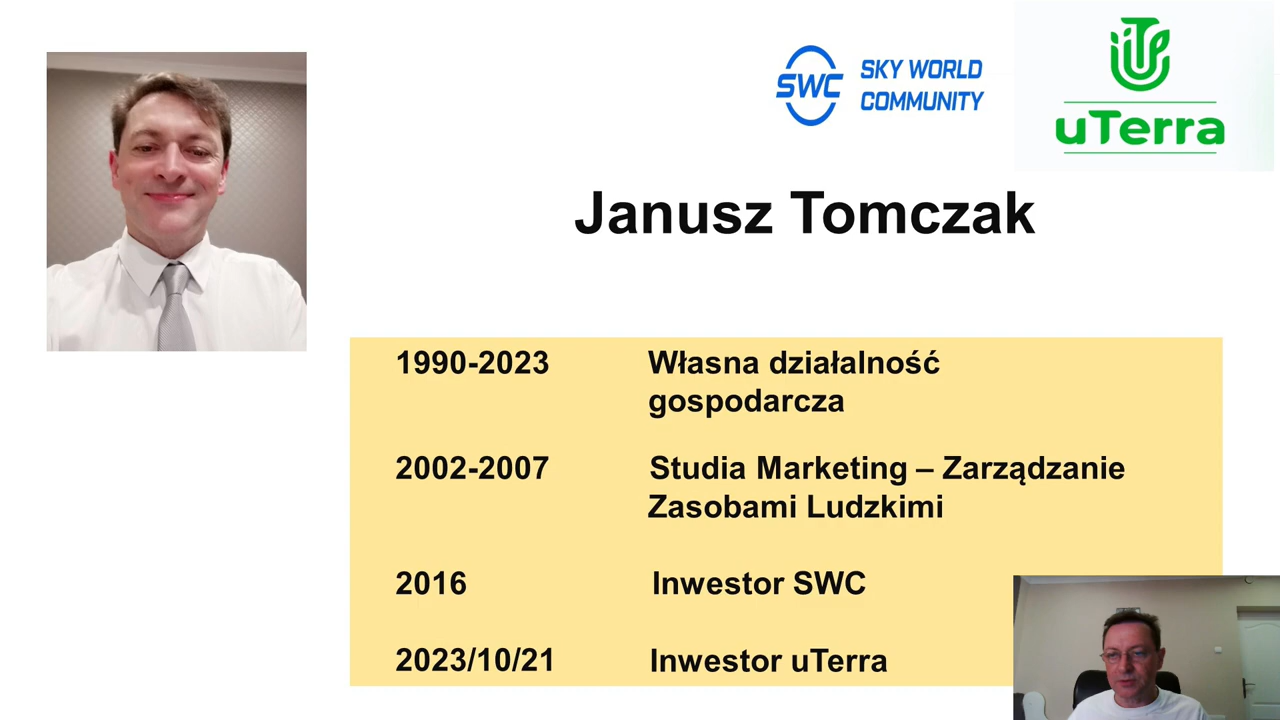 SWC
SKY WORLD
COMMUNITY
uTerra
Janusz Tomczak
1990-2023 Własna działalność
gospodarcza
2002-2007 Studia Marketing – Zarządzanie
Zasobami Ludzkimi
2016 Inwestor SWC
2023/10/21 Inwestor uTerra